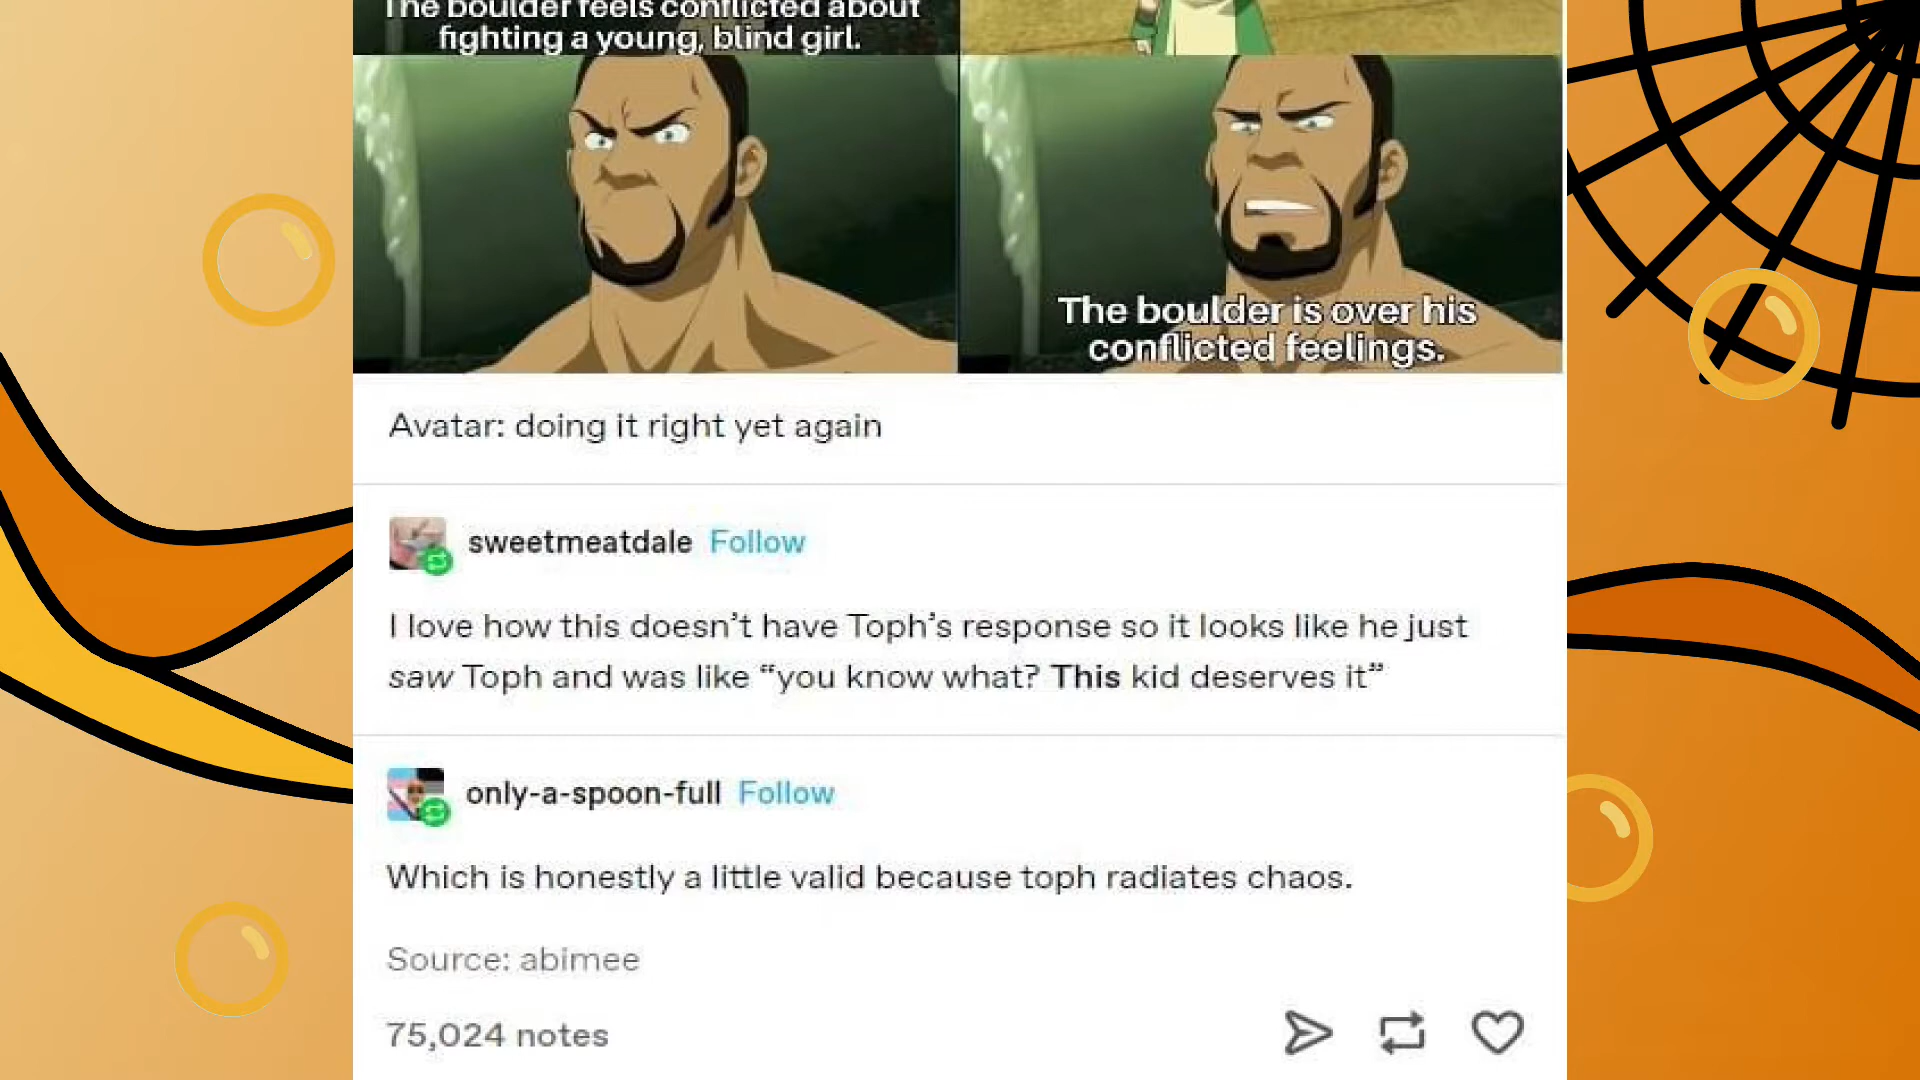 The boulder feels conflicted about
fighting a young, blind girl.
The boulder is over his
conflicted feelings.
Avatar: doing it right yet again
sweetmeatdale Follow
I love how this doesn’t have Toph’s response so it looks like he just
saw Toph and was like “you know what? This kid deserves it”
only-a-spoon-full Follow
Which is honestly a little valid because toph radiates chaos.
Source: abimee
75,024 notes